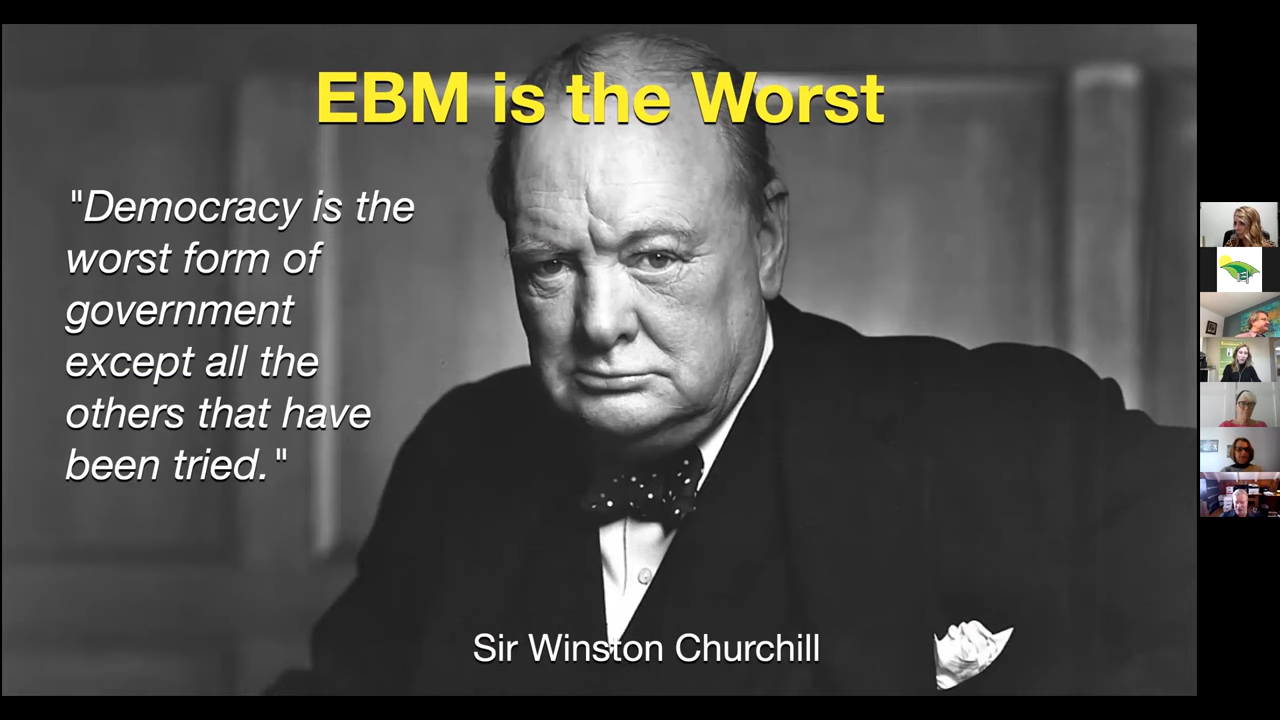 EBM is the Worst
"Democracy is the
worst form of
government
except all the
others that have
been tried."
Sir Winston Churchill